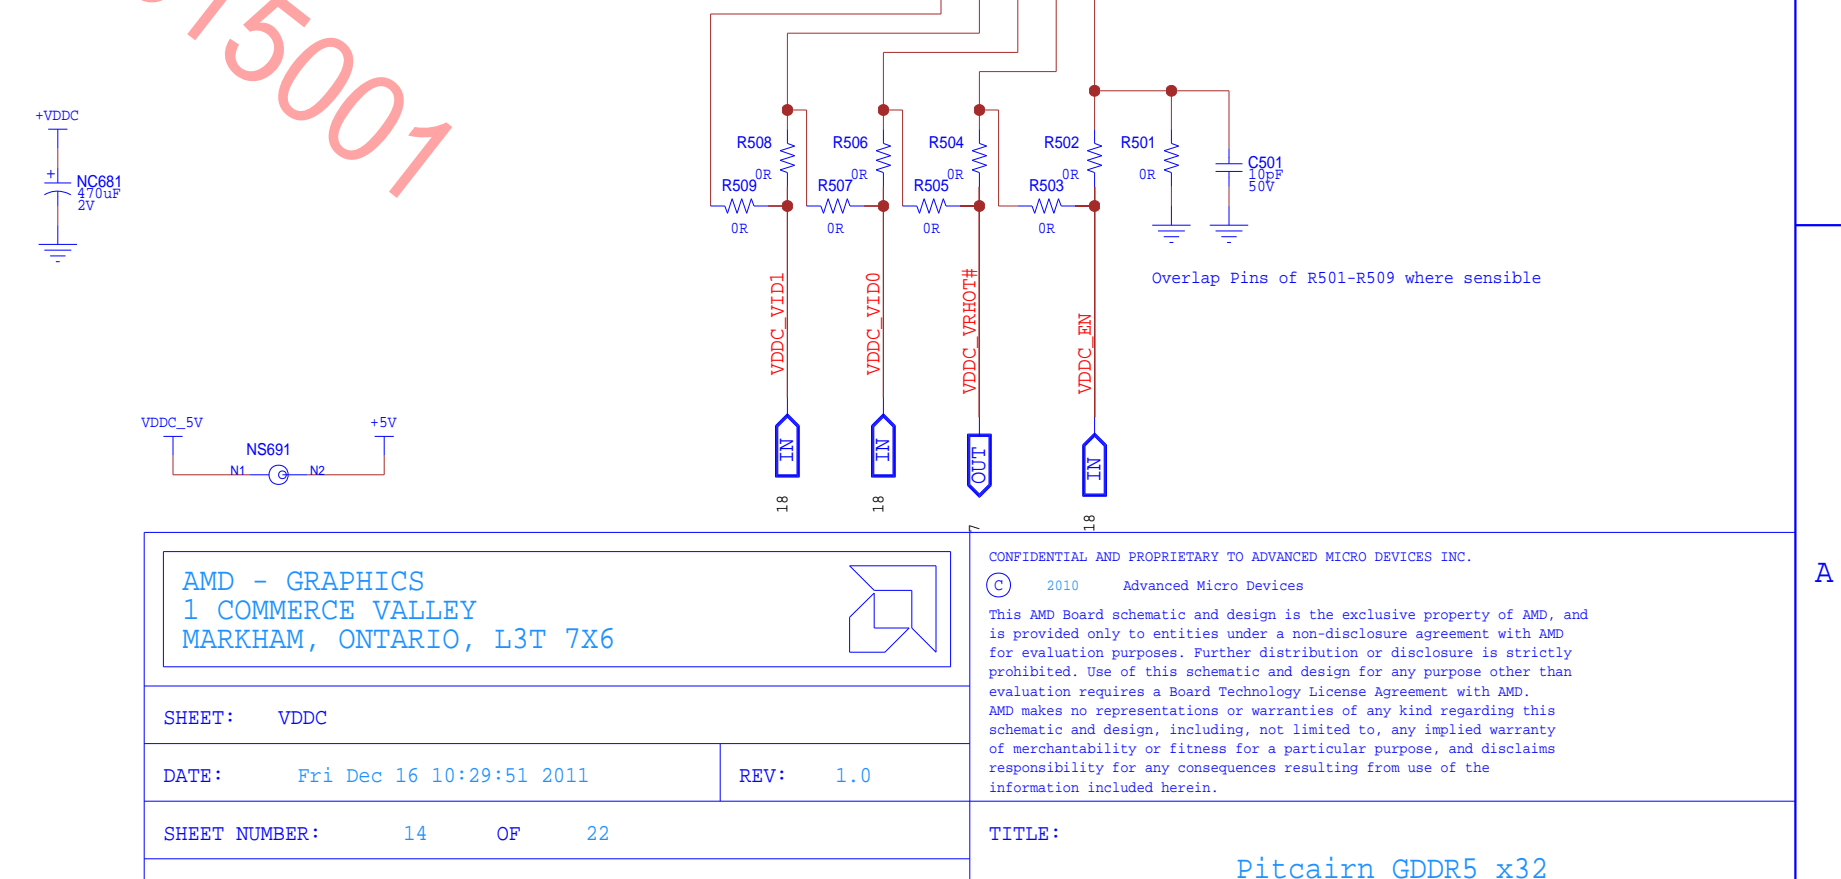 15001
+VDDC
+
NC681
470uF
2V
R508
0R
R506
0R
R504
0R
R502
0R
R501
0R
C501
10pF
50V
R509
0R
R507
0R
R505
0R
R503
0R
Overlap Pins of R501-R509 where sensible
VDDC_VID1
VDDC_VID0
VDDC_VRHOT#
VDDC_EN
VDDC_5V
+5V
NS691
N1
N2
IN
IN
OUT
IN
18
18
7
18
AMD - GRAPHICS
1 COMMERCE VALLEY
MARKHAM, ONTARIO, L3T 7X6
CONFIDENTIAL AND PROPRIETARY TO ADVANCED MICRO DEVICES INC.
© 2010 Advanced Micro Devices
This AMD Board schematic and design is the exclusive property of AMD, and
is provided only to entities under a non-disclosure agreement with AMD
for evaluation purposes. Further distribution or disclosure is strictly
prohibited. Use of this schematic and design for any purpose other than
evaluation requires a Board Technology License Agreement with AMD.
AMD makes no representations or warranties of any kind regarding this
schematic and design, including, not limited to, any implied warranty
of merchantability or fitness for a particular purpose, and disclaims
responsibility for any consequences resulting from use of the
information included herein.
A
SHEET: VDDC
DATE: Fri Dec 16 10:29:51 2011
REV: 1.0
SHEET NUMBER: 14 OF 22
TITLE:
Pitcairn GDDR5 x32